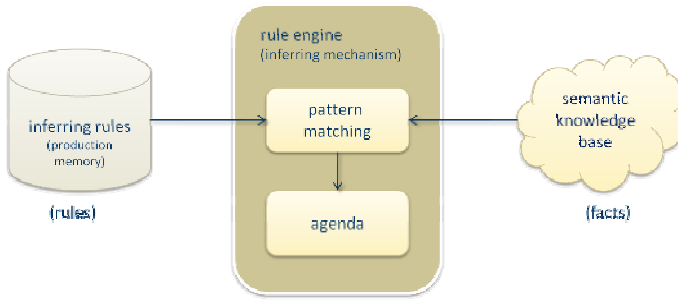 rule engine
(inferring mechanism)
inferring rules
(production
memory)
(rules)
pattern
matching
agenda
semantic
knowledge
base
(facts)